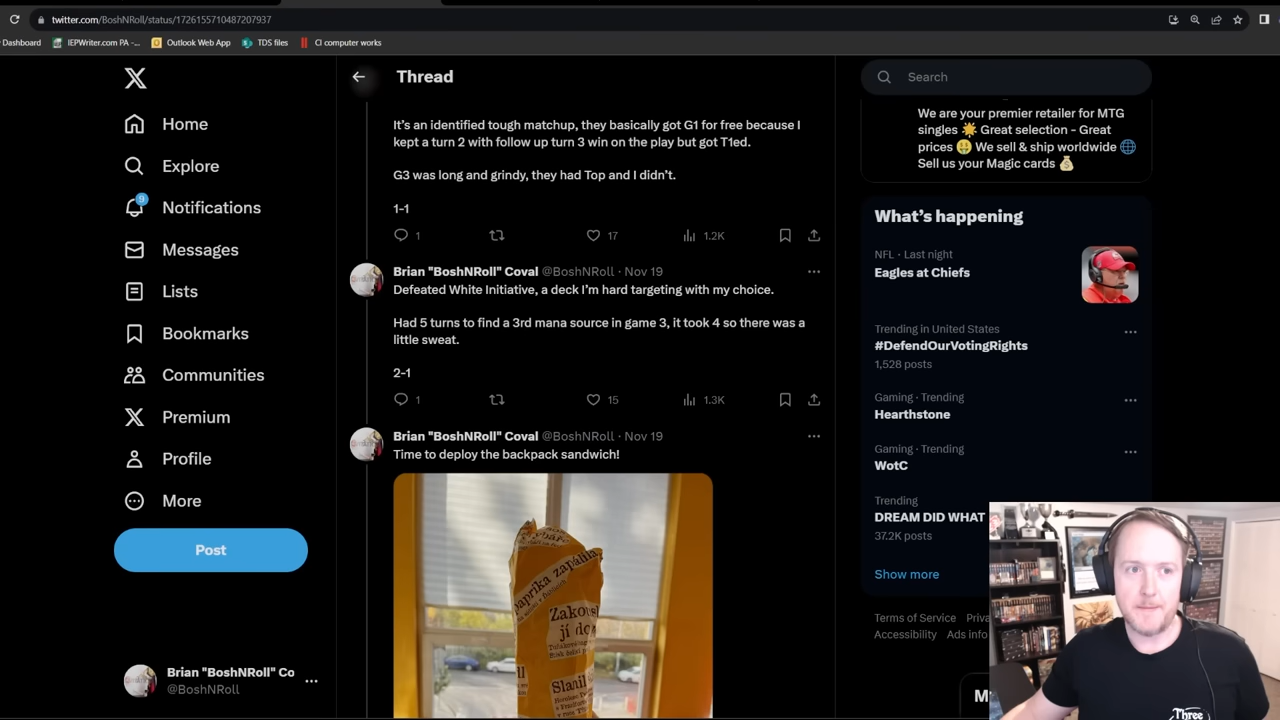 twitter.com/BoshNRoll/status/1726155710487207937
Dashboard
IEPWriter.com PA -...
Outlook Web App
TDS files
CI computer works
Home
Explore
9
Notifications
Messages
Lists
Bookmarks
Communities
Premium
Profile
More
Post
Brian "BoshNRoll" Co
@BoshNRoll
Thread
It's an identified tough matchup, they basically got G1 for free because I
kept a turn 2 with follow up turn 3 win on the play but got T1ed.
G3 was long and grindy, they had Top and I didn't.
1-1
1 17 1.2K
Brian "BoshNRoll" Coval @BoshNRoll · Nov 19
Defeated White Initiative, a deck I'm hard targeting with my choice.
Had 5 turns to find a 3rd mana source in game 3, it took 4 so there was a
little sweat.
2-1
1 15 1.3K
Brian "BoshNRoll" Coval @BoshNRoll · Nov 19
Time to deploy the backpack sandwich!
paprika zapálila
Zakous
jí do
Slanil
Search
We are your premier retailer for MTG
singles 🌟 Great selection - Great
prices 🤑 We sell & ship worldwide 🌐
Sell us your Magic cards 💰
What's happening
NFL · Last night
Eagles at Chiefs
Trending in United States
#DefendOurVotingRights
1,528 posts
Gaming · Trending
Hearthstone
Gaming · Trending
WotC
Trending
DREAM DID WHAT
37.2K posts
Show more
Terms of Service Priva
Accessibility Ads info
Three